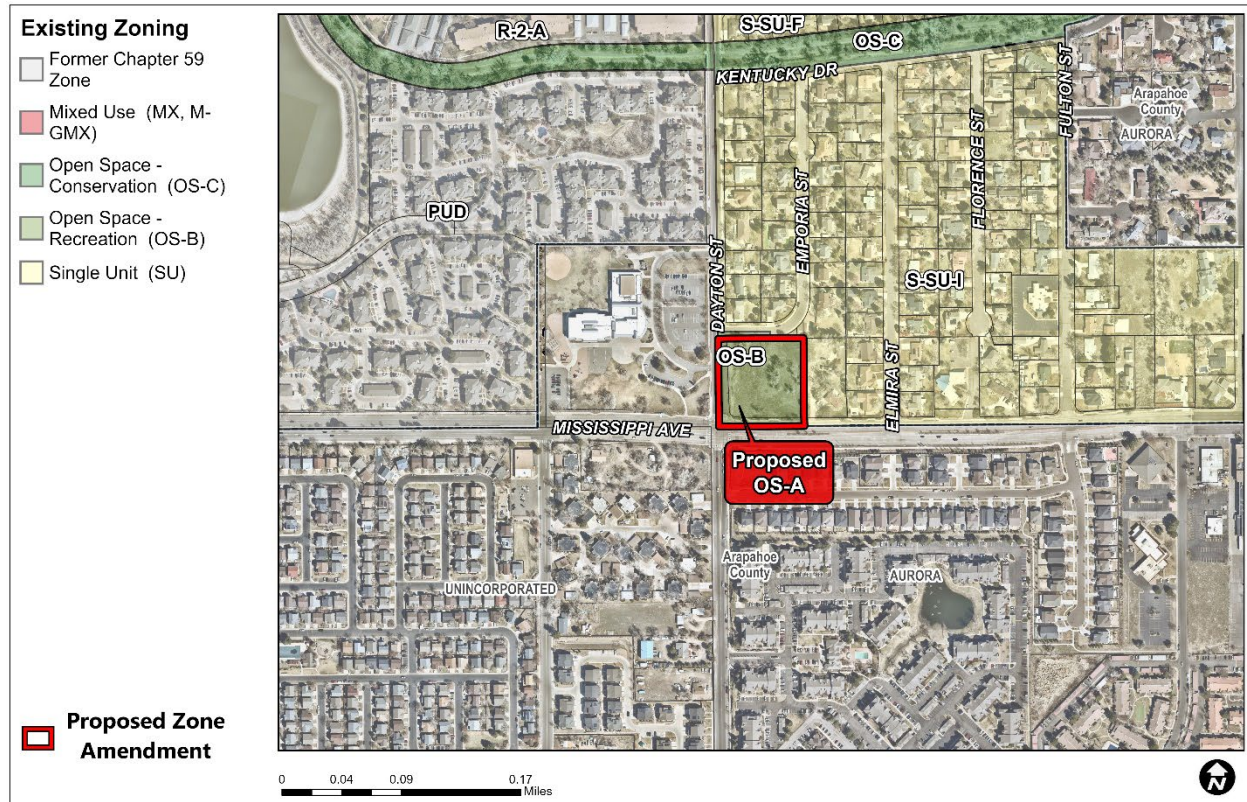 Existing Zoning
Former Chapter 59
Zone
Mixed Use (MX, M-
GMX)
Open Space -
Conservation (OS-C)
Open Space -
Recreation (OS-B)
Single Unit (SU)
Proposed Zone
Amendment
R-2-A
S-SU-F
OS-C
KENTUCKY DR
FULTON ST
Arapahoe
County
AURORA
FLORENCE ST
EMPORIA ST
PUD
DAYTON ST
S-SU-I
OS-B
ELMIRA ST
MISSISSIPPI AVE
Proposed
OS-A
Arapahoe
County
AURORA
UNINCORPORATED
0 0.04 0.09 0.17
Miles
N